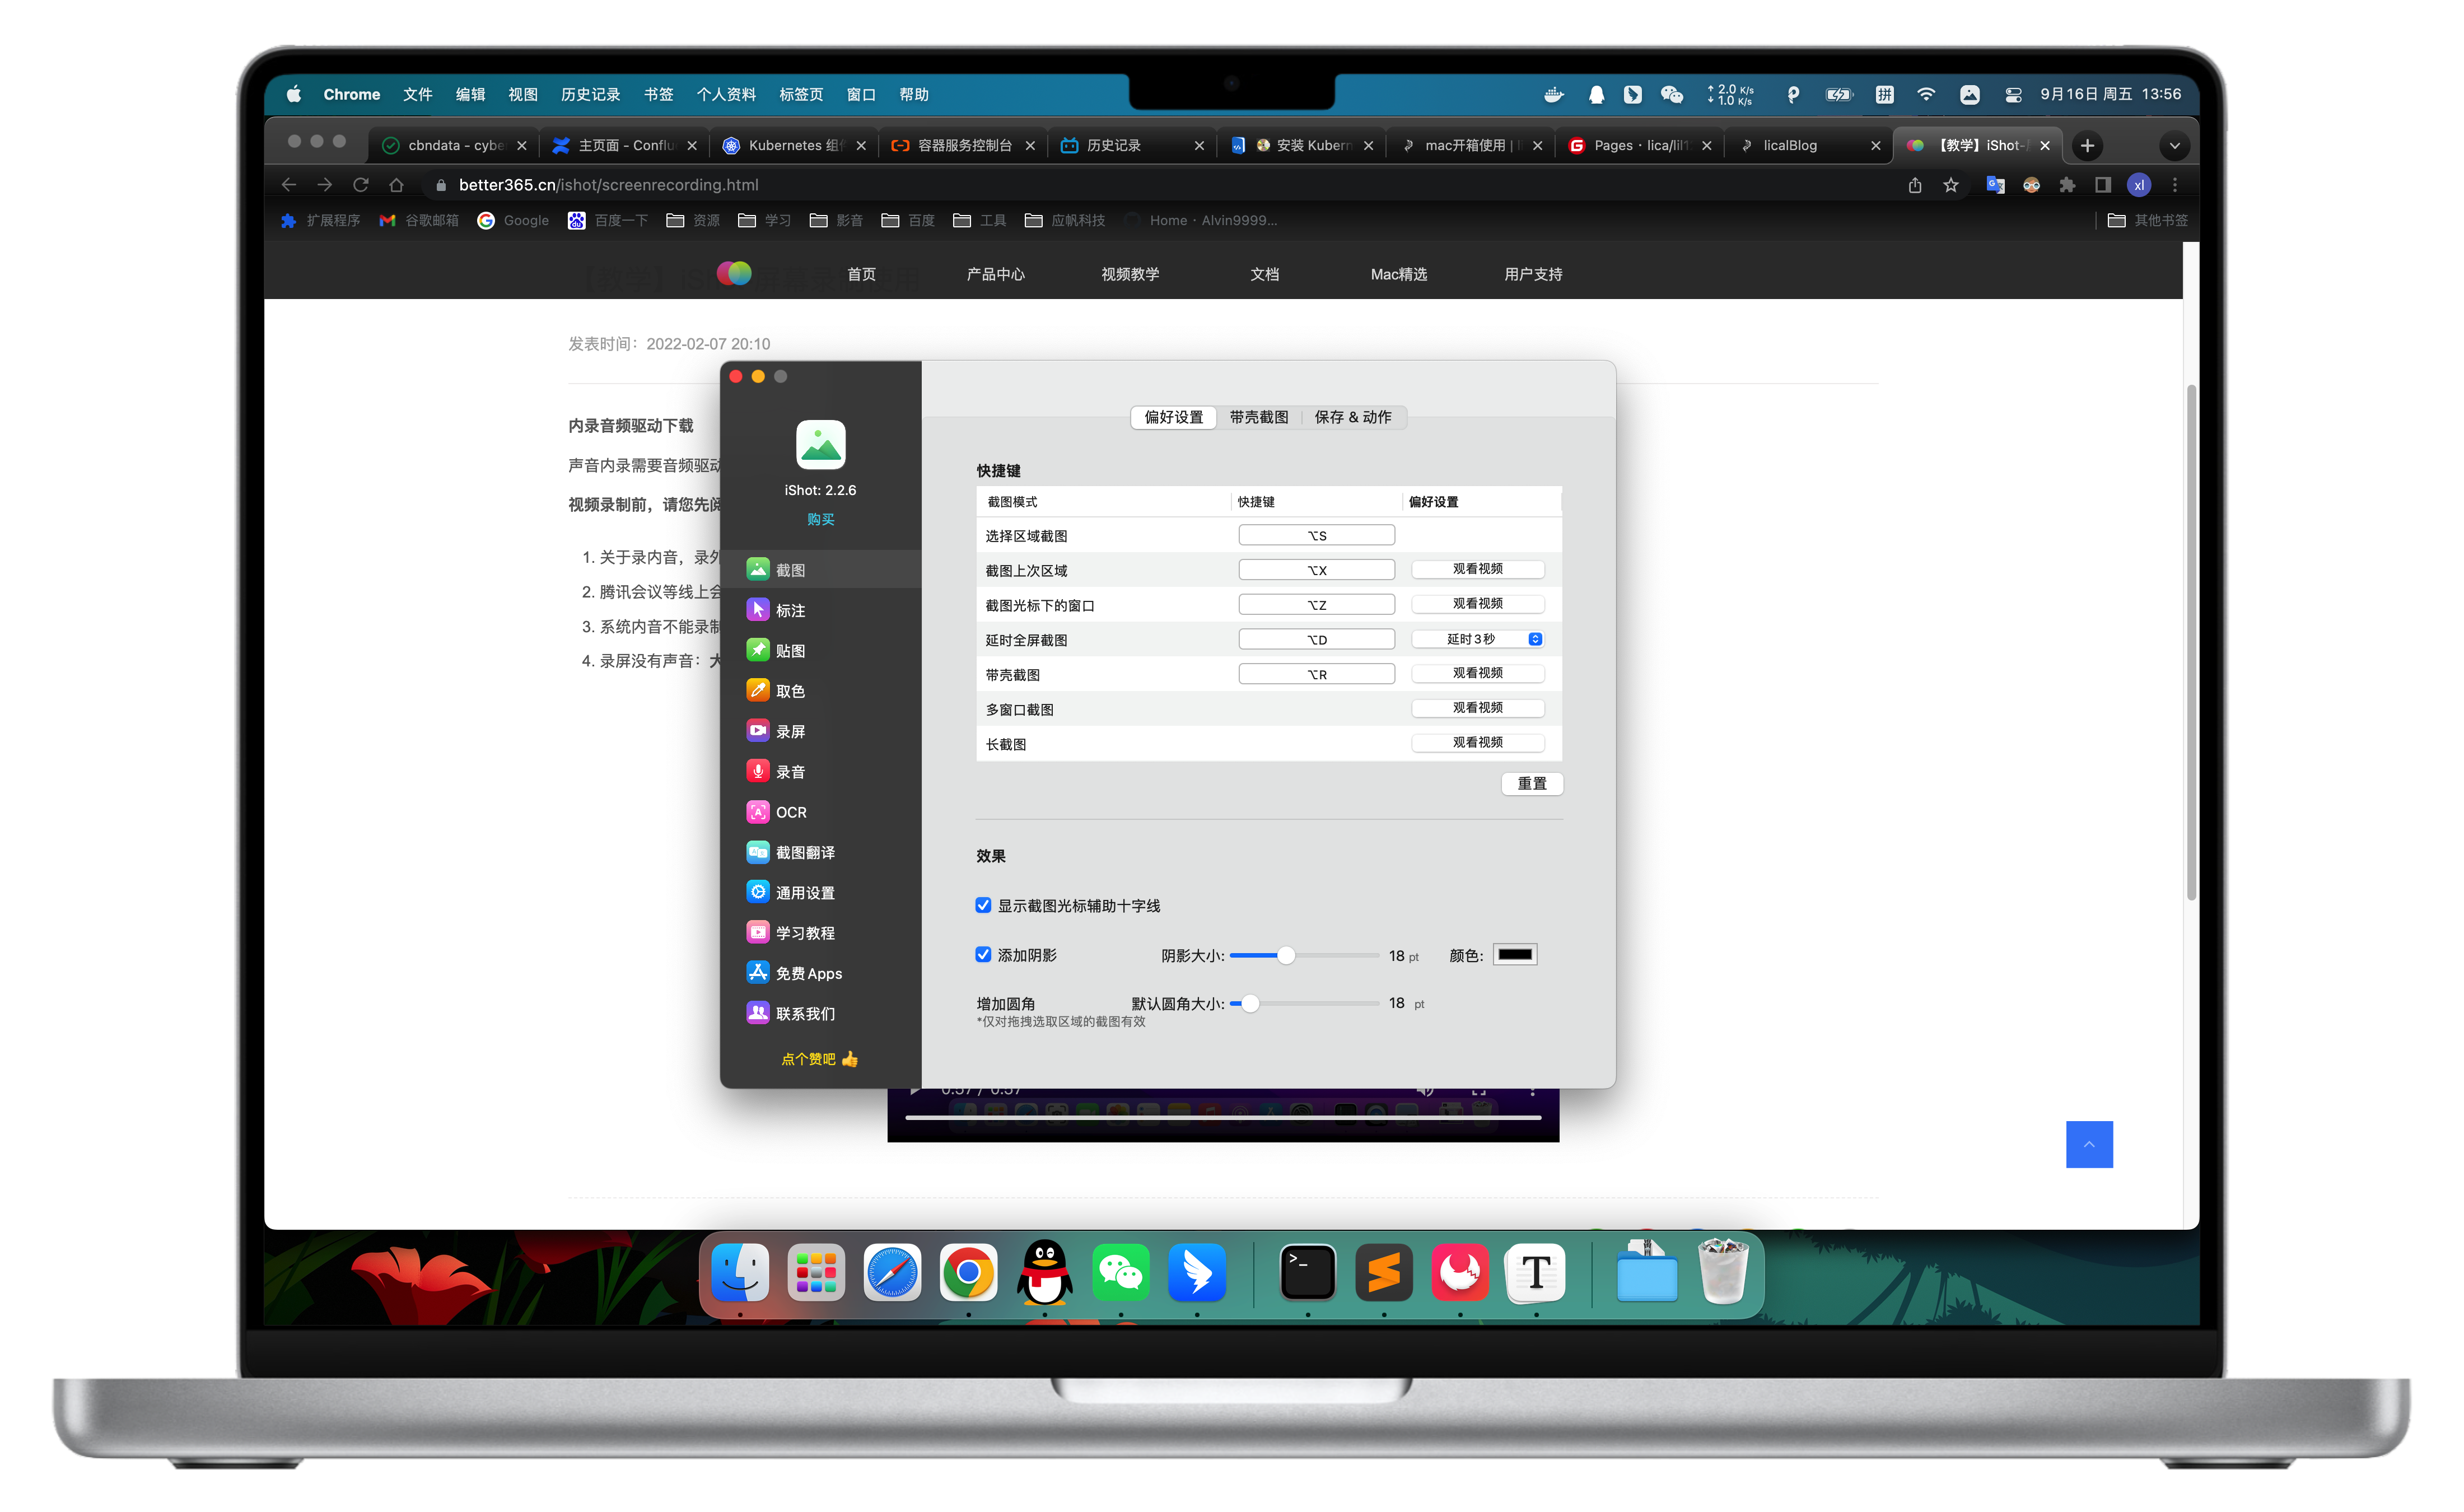 Chrome 文件 编辑 视图 历史记录 书签 个人资料 标签页 窗口 帮助
↑ 2.0 K/s
↓ 1.0 K/s
拼
9月16日 周五 13:56
cbndata - cybe
主页面 - Conflu
Kubernetes 组件
容器服务控制台
历史记录
安装 Kubern
mac开箱使用 | l
Pages · lica/lil
licalBlog
【教学】iShot-
better365.cn/ishot/screenrecording.html
xl
扩展程序 谷歌邮箱 Google 百度一下 资源 学习 影音 百度 工具 应帆科技 Home · Alvin9999...
其他书签
首页 产品中心 视频教学 文档 Mac精选 用户支持
发表时间：2022-02-07 20:10
内录音频驱动下载
声音内录需要音频驱动
视频录制前，请您先阅
1. 关于录内音，录外
2. 腾讯会议等线上会
3. 系统内音不能录制
4. 录屏没有声音：大
iShot: 2.2.6
购买
截图
标注
贴图
取色
录屏
录音
OCR
截图翻译
通用设置
学习教程
免费Apps
联系我们
点个赞吧 👍
偏好设置 带壳截图 保存 & 动作
快捷键
截图模式 快捷键 偏好设置
选择区域截图 ⌥S
截图上次区域 ⌥X 观看视频
截图光标下的窗口 ⌥Z 观看视频
延时全屏截图 ⌥D 延时3秒
带壳截图 ⌥R 观看视频
多窗口截图 观看视频
长截图 观看视频
重置
效果
显示截图光标辅助十字线
添加阴影 阴影大小: 18 pt 颜色:
增加圆角 默认圆角大小: 18 pt
*仅对拖拽选取区域的截图有效
0:37 / 0:37